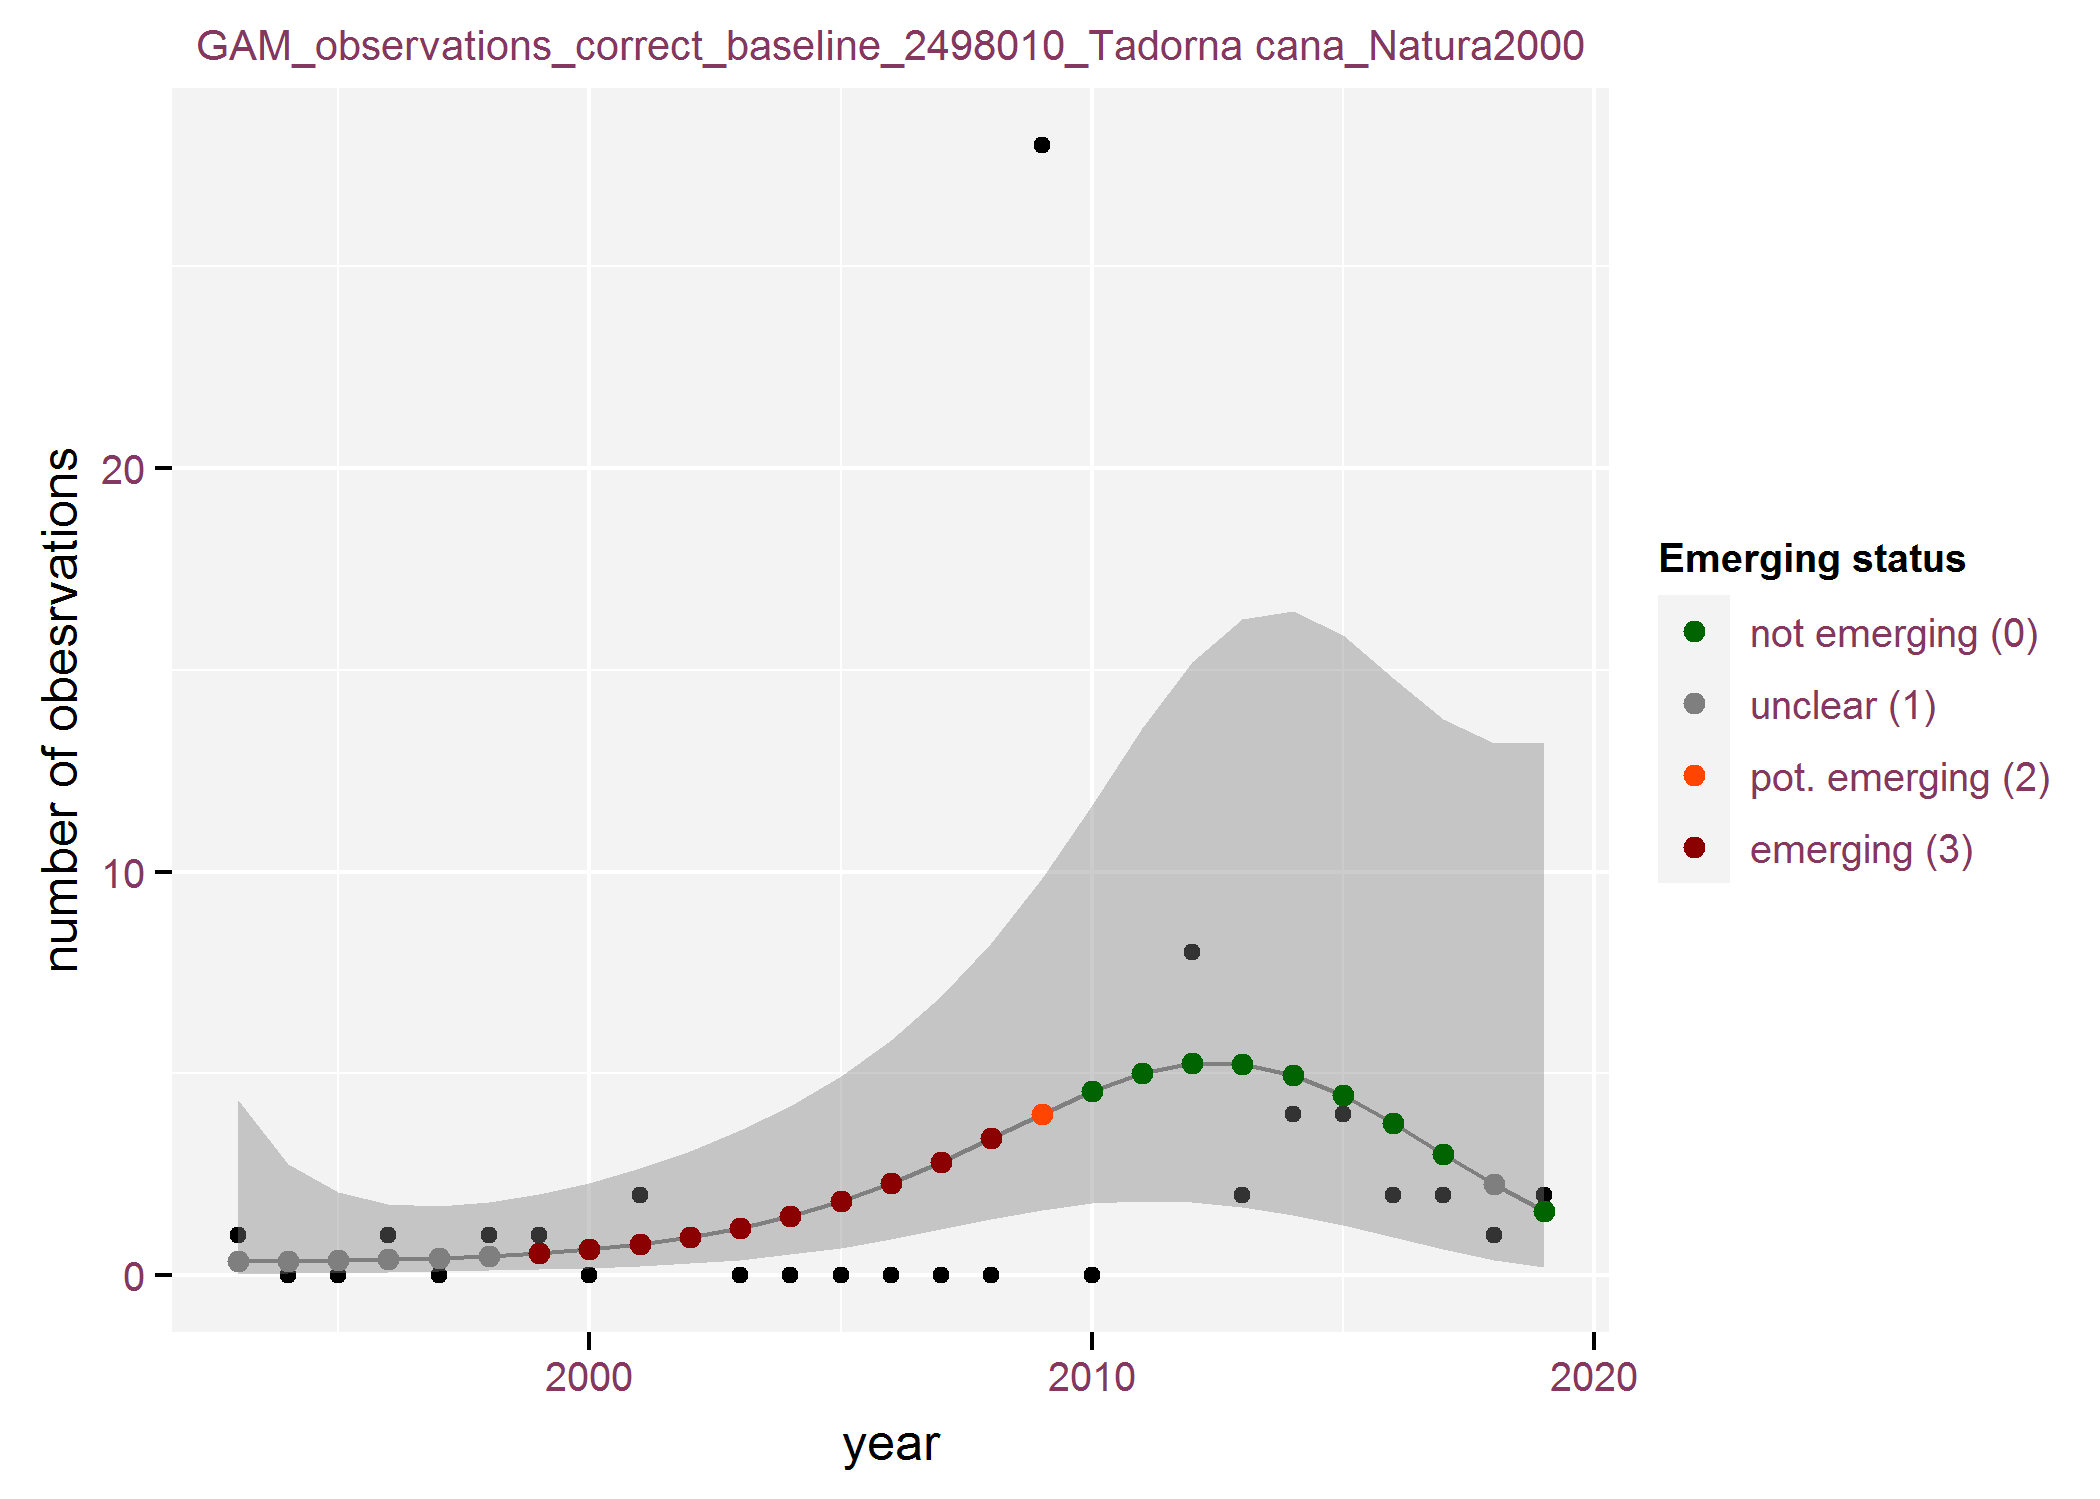 GAM_observations_correct_baseline_2498010_Tadorna cana_Natura2000
number of obesrvations
20
10
0
2000
2010
2020
year
Emerging status
not emerging (0)
unclear (1)
pot. emerging (2)
emerging (3)